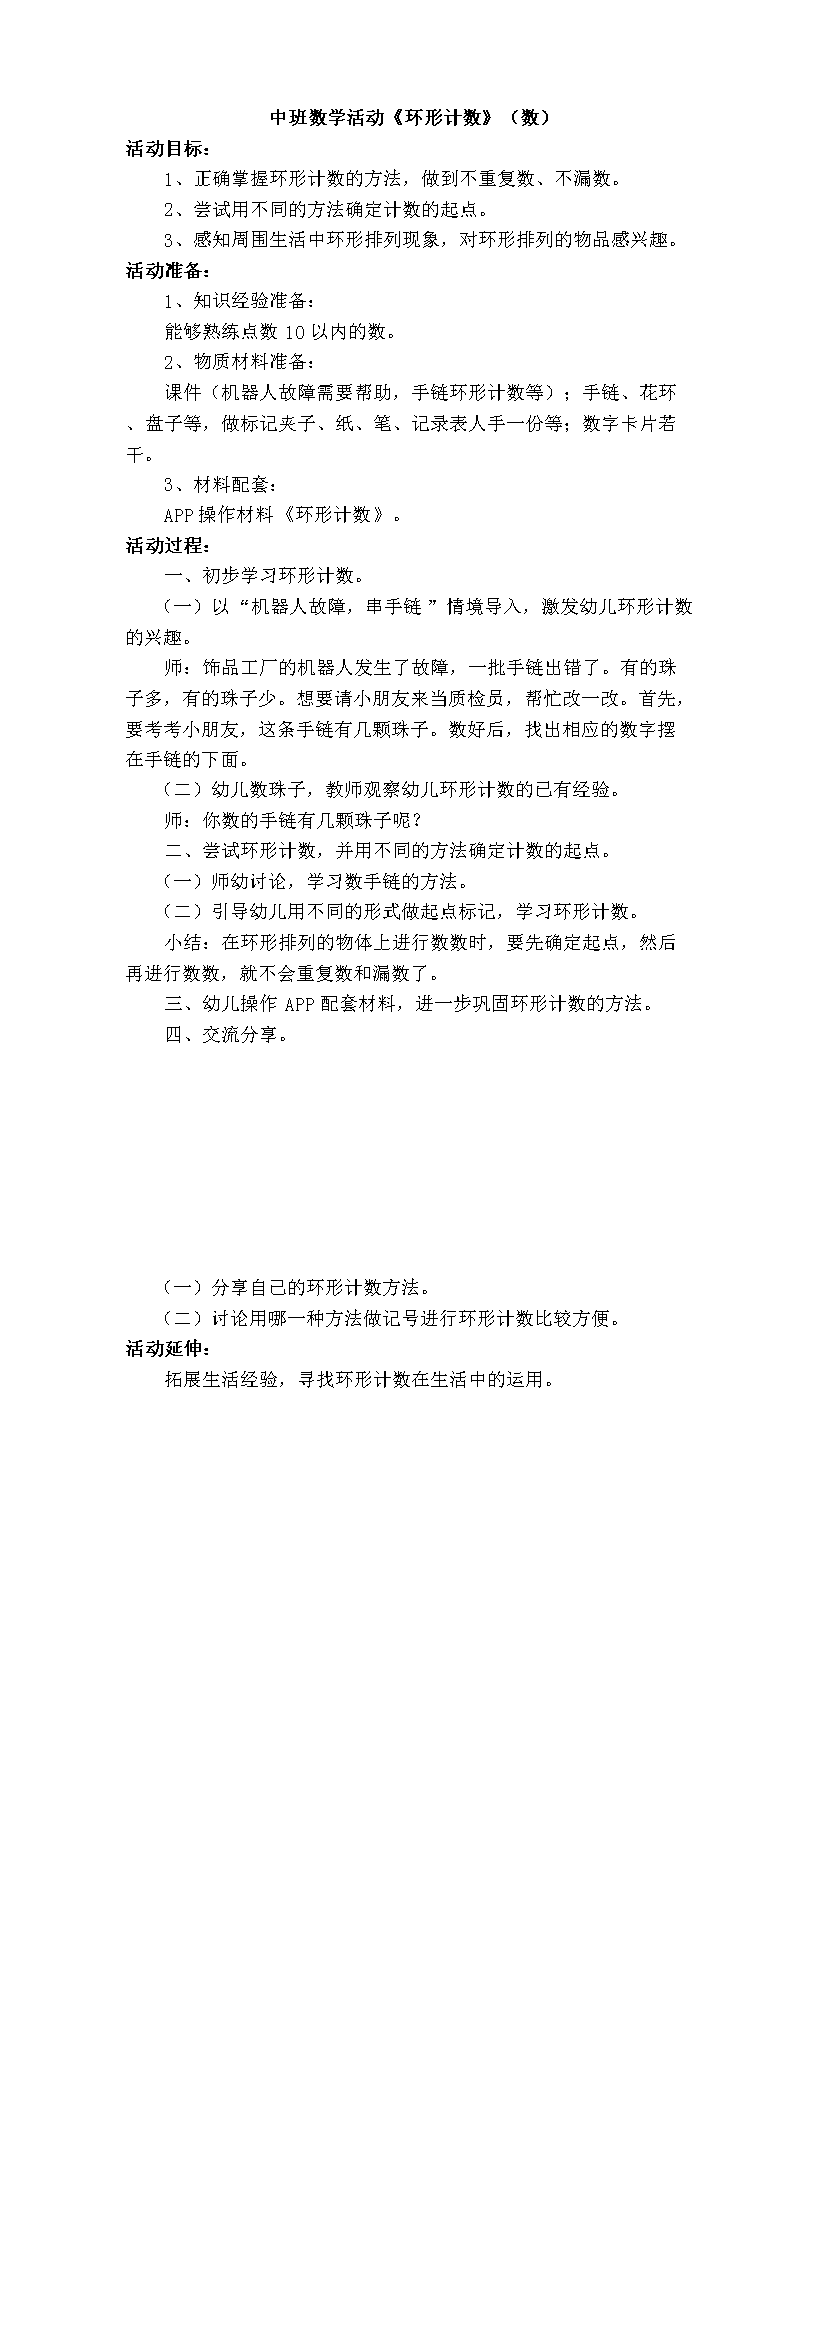 中班数学活动《环形计数》（数）
活动目标：
1、正确掌握环形计数的方法，做到不重复数、不漏数。
2、尝试用不同的方法确定计数的起点。
3、感知周围生活中环形排列现象，对环形排列的物品感兴趣。
活动准备：
1、知识经验准备：
能够熟练点数 10 以内的数。
2、物质材料准备：
课件（机器人故障需要帮助，手链环形计数等）；手链、花环
、盘子等，做标记夹子、纸、笔、记录表人手一份等；数字卡片若
干。
3、材料配套：
APP 操作材料《环形计数》。
活动过程：
一、初步学习环形计数。
（一）以“机器人故障，串手链”情境导入，激发幼儿环形计数
的兴趣。
师：饰品工厂的机器人发生了故障，一批手链出错了。有的珠
子多，有的珠子少。想要请小朋友来当质检员，帮忙改一改。首先，
要考考小朋友，这条手链有几颗珠子。数好后，找出相应的数字摆
在手链的下面。
（二）幼儿数珠子，教师观察幼儿环形计数的已有经验。
师：你数的手链有几颗珠子呢？
二、尝试环形计数，并用不同的方法确定计数的起点。
（一）师幼讨论，学习数手链的方法。
（二）引导幼儿用不同的形式做起点标记，学习环形计数。
小结：在环形排列的物体上进行数数时，要先确定起点，然后
再进行数数，就不会重复数和漏数了。
三、幼儿操作 APP 配套材料，进一步巩固环形计数的方法。
四、交流分享。
（一）分享自己的环形计数方法。
（二）讨论用哪一种方法做记号进行环形计数比较方便。
活动延伸：
拓展生活经验，寻找环形计数在生活中的运用。